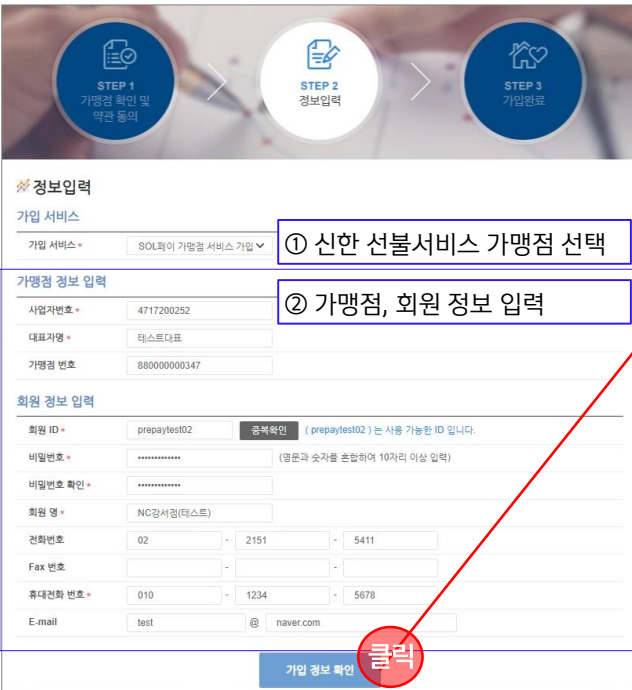 STEP 1
가맹점 확인 및
약관 동의
STEP 2
정보입력
STEP 3
가입완료
정보입력
가입 서비스
가입 서비스 * SOL페이 가맹점 서비스 가입
① 신한 선불서비스 가맹점 선택
가맹점 정보 입력
② 가맹점, 회원 정보 입력
사업자번호 * 4717200252
대표자명 * 테스트대표
가맹점 번호 880000000347
회원 정보 입력
회원 ID * prepaytest02 중복확인 ( prepaytest02 ) 는 사용 가능한 ID 입니다.
비밀번호 * ············· (영문과 숫자를 혼합하여 10자리 이상 입력)
비밀번호 확인 * ·············
회원 명 * NC강서점(테스트)
전화번호 02 - 2151 - 5411
Fax 번호 - -
휴대전화 번호 * 010 - 1234 - 5678
E-mail test @ naver.com
가입 정보 확인
클릭